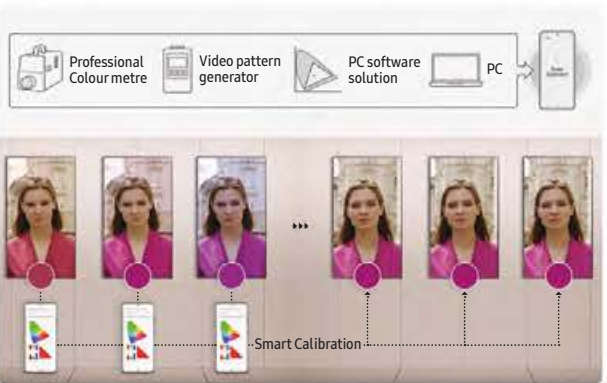 Professional
Colour metre
Video pattern
generator
PC software
solution
PC
Smart Calibration